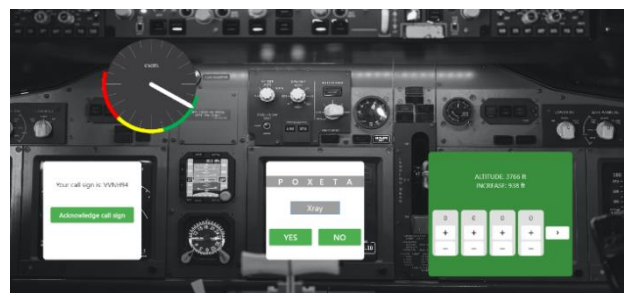 KNOTS
Your call sign is: VVNH94
Acknowledge call sign
P O X E T A
Xray
YES NO
ALTITUDE: 3766 ft
INCREASE: 938 ft
0 0 0 0
+ + + +
>
- - - -